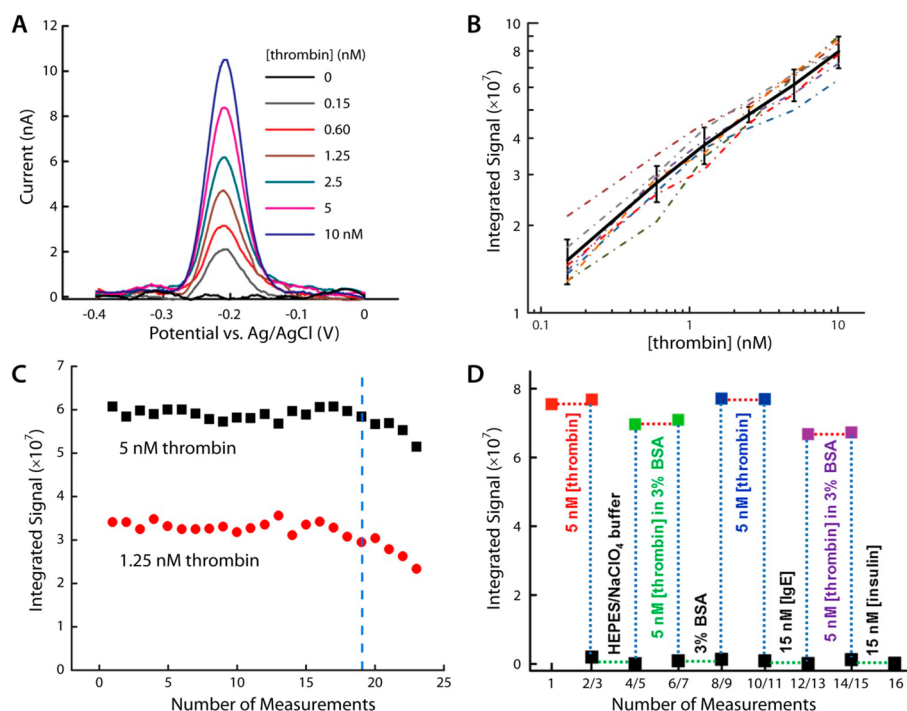 A
12
10
8
6
4
2
0
Current (nA)
[thrombin] (nM)
0
0.15
0.60
1.25
2.5
5
10 nM
-0.4
-0.3
-0.2
-0.1
0
Potential vs. Ag/AgCl (V)
B
10
8
6
4
3
2
1
Integrated Signal (×10⁷)
0.1
1
10
[thrombin] (nM)
C
7
6
5
3
2
1
0
Integrated Signal (×10⁷)
5 nM thrombin
1.25 nM thrombin
0
5
10
15
20
25
Number of Measurements
D
8
6
4
2
0
Integrated Signal (×10⁷)
5 nM [thrombin]
HEPES/NaClO₄ buffer
5 nM [thrombin] in 3% BSA
3% BSA
5 nM [thrombin]
15 nM [IgE]
5 nM [thrombin] in 3% BSA
15 nM [insulin]
1
2/3
4/5
6/7
8/9
10/11
12/13
14/15
16
Number of Measurements